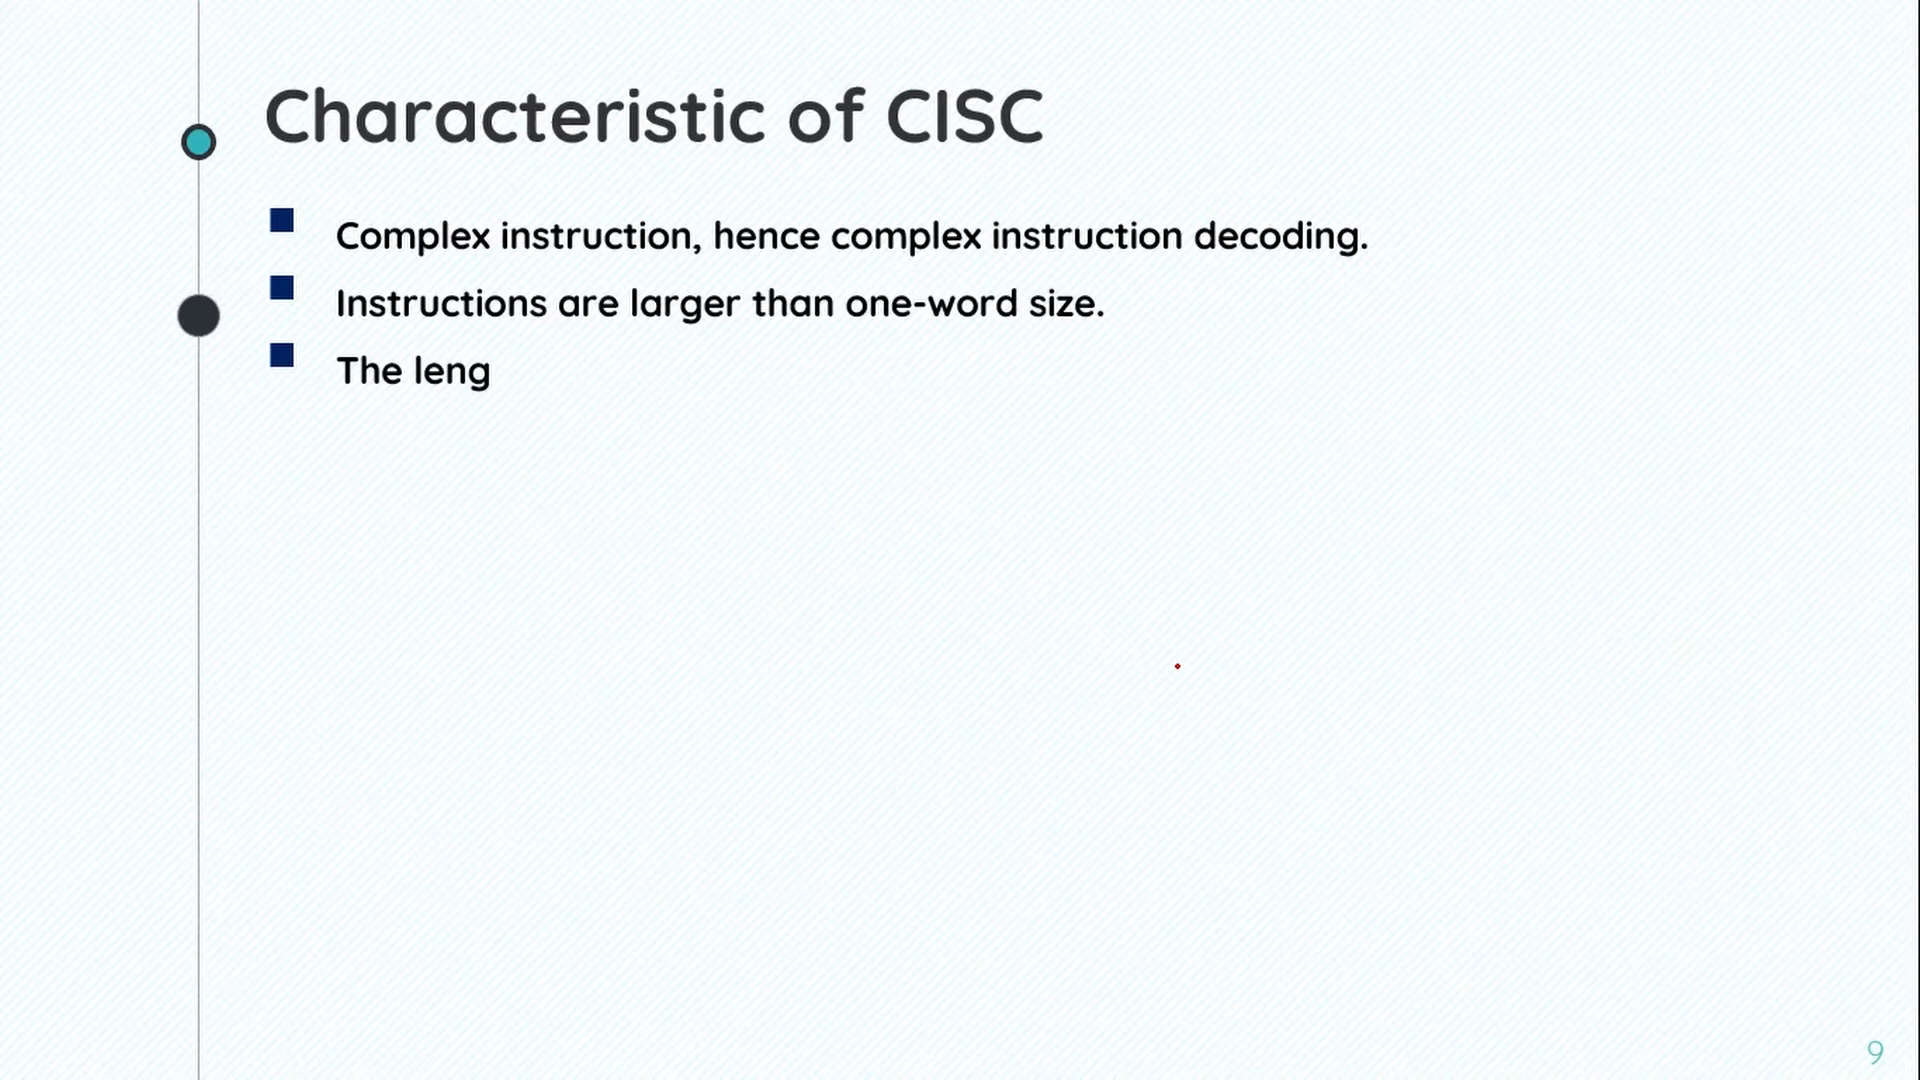 Characteristic of CISC
Complex instruction, hence complex instruction decoding.
Instructions are larger than one-word size.
The leng
9